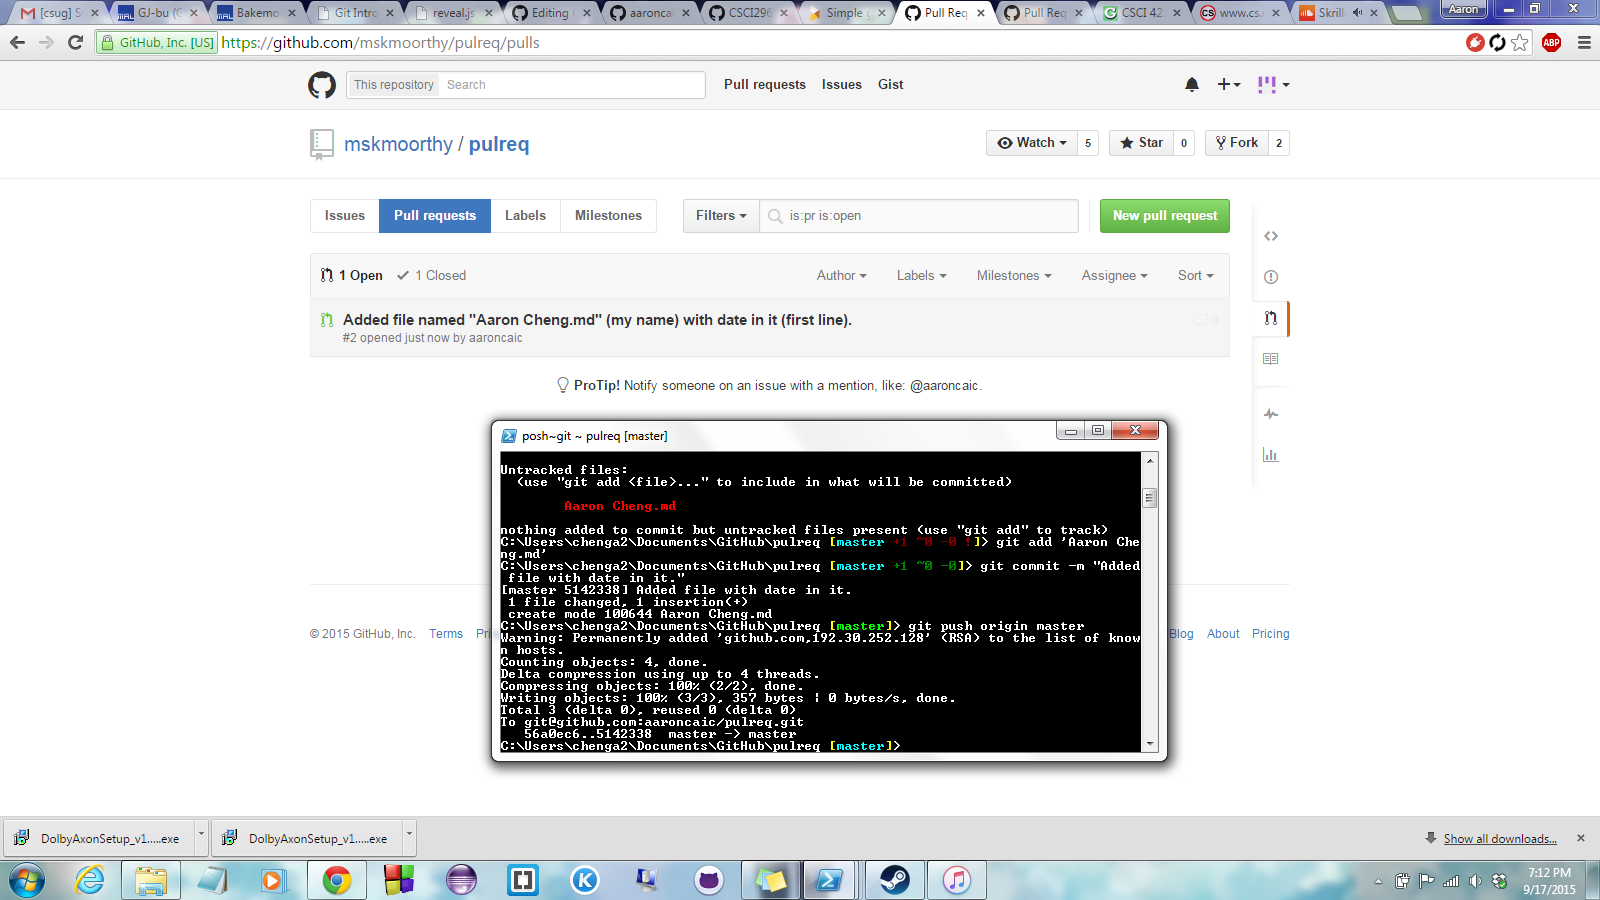 [csug] S
GJ-bu (C
Bakemo
Git Intro
reveal.js
Editing
aaroncai
CSCI296
Simple
Pull Req
Pull Req
CSCI 42
www.cs.
Skrill
Aaron
GitHub, Inc. [US]
https://github.com/mskmoorthy/pulreq/pulls
ABP
This repository
Search
Pull requests
Issues
Gist
mskmoorthy / pulreq
Watch
5
Star
0
Fork
2
Issues
Pull requests
Labels
Milestones
Filters
is:pr is:open
New pull request
1 Open
1 Closed
Author
Labels
Milestones
Assignee
Sort
Added file named "Aaron Cheng.md" (my name) with date in it (first line).
0
#2 opened just now by aaroncaic
ProTip! Notify someone on an issue with a mention, like: @aaroncaic.
posh~git ~ pulreq [master]
Untracked files:
(use "git add <file>..." to include in what will be committed)
Aaron Cheng.md
nothing added to commit but untracked files present (use "git add" to track)
C:\Users\chenga2\Documents\GitHub\pulreq [master +1 ~0 -0 !]> git add 'Aaron Che
ng.md'
C:\Users\chenga2\Documents\GitHub\pulreq [master +1 ~0 -0]> git commit -m "Added
file with date in it."
[master 5142338] Added file with date in it.
1 file changed, 1 insertion(+)
create mode 100644 Aaron Cheng.md
C:\Users\chenga2\Documents\GitHub\pulreq [master]> git push origin master
Warning: Permanently added 'github.com,192.30.252.128' (RSA) to the list of know
n hosts.
Counting objects: 4, done.
Delta compression using up to 4 threads.
Compressing objects: 100% (2/2), done.
Writing objects: 100% (3/3), 357 bytes | 0 bytes/s, done.
Total 3 (delta 0), reused 0 (delta 0)
To git@github.com:aaroncaic/pulreq.git
56a0ec6..5142338  master -> master
C:\Users\chenga2\Documents\GitHub\pulreq [master]>
© 2015 GitHub, Inc.
Terms
Pri
Blog
About
Pricing
DolbyAxonSetup_v1.....exe
DolbyAxonSetup_v1.....exe
Show all downloads...
7:12 PM
9/17/2015